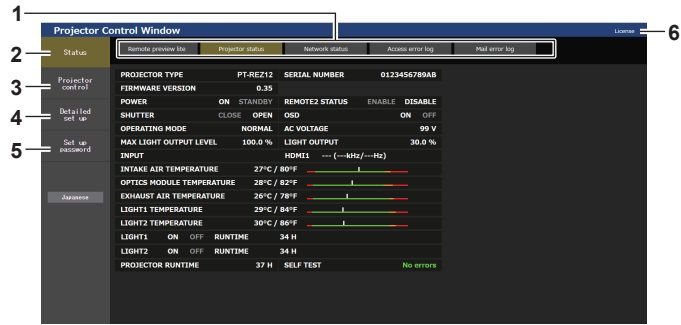 1
Projector Control Window
License
6
2
Status
Remote preview lite Projector status Network status Access error log Mail error log
3
Projector
control
4
Detailed
set up
5
Set up
password
Japanese
PROJECTOR TYPE PT-REZ12 SERIAL NUMBER 0123456789AB
FIRMWARE VERSION 0.35
POWER ON STANDBY REMOTE2 STATUS ENABLE DISABLE
SHUTTER CLOSE OPEN OSD ON OFF
OPERATING MODE NORMAL AC VOLTAGE 99 V
MAX LIGHT OUTPUT LEVEL 100.0 % LIGHT OUTPUT 30.0 %
INPUT HDMI1 --- (---kHz/---Hz)
INTAKE AIR TEMPERATURE 27°C / 80°F
OPTICS MODULE TEMPERATURE 28°C / 82°F
EXHAUST AIR TEMPERATURE 26°C / 78°F
LIGHT1 TEMPERATURE 29°C / 84°F
LIGHT2 TEMPERATURE 30°C / 86°F
LIGHT1 ON OFF RUNTIME 34 H
LIGHT2 ON OFF RUNTIME 34 H
PROJECTOR RUNTIME 37 H SELF TEST No errors